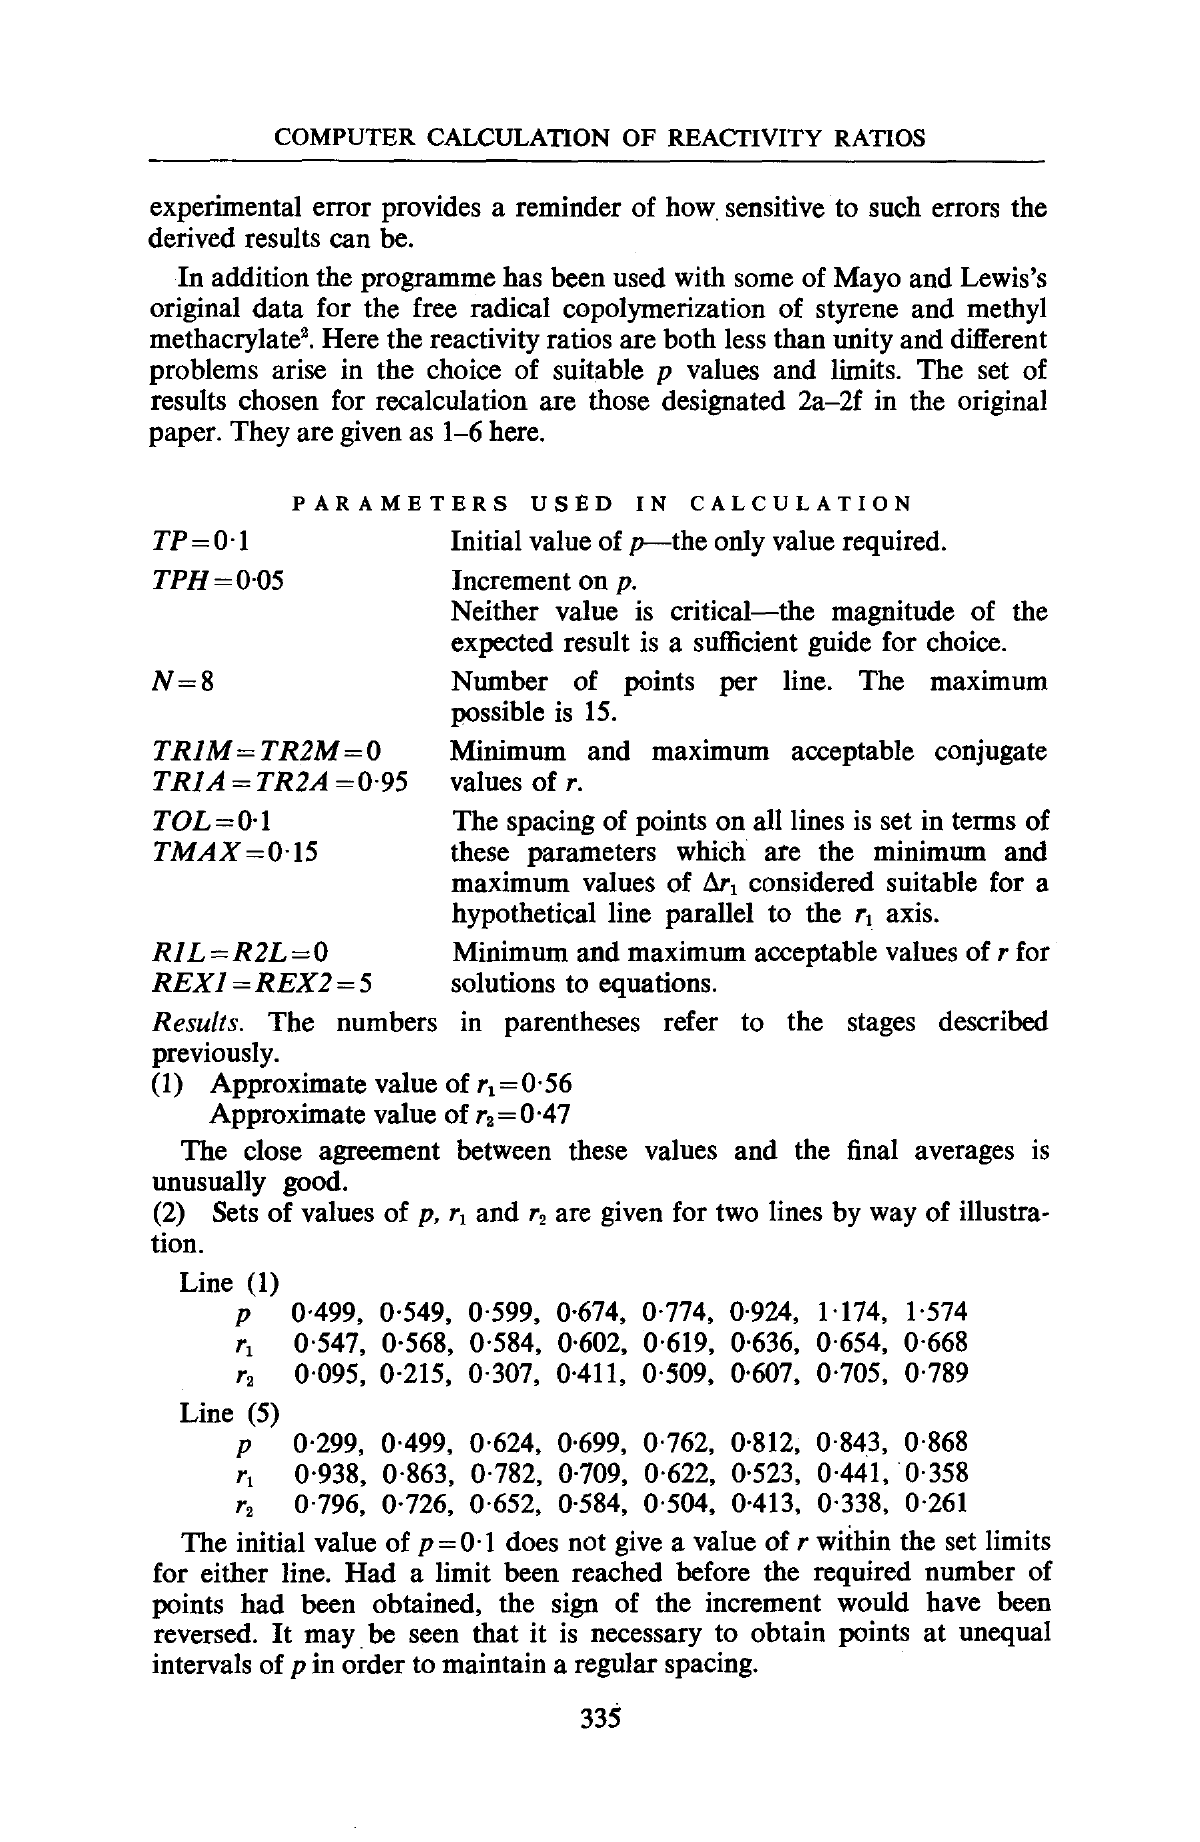 COMPUTER CALCULATION OF REACTIVITY RATIOS
experimental error provides a reminder of how sensitive to such errors the
derived results can be.
In addition the programme has been used with some of Mayo and Lewis's
original data for the free radical copolymerization of styrene and methyl
methacrylate². Here the reactivity ratios are both less than unity and different
problems arise in the choice of suitable p values and limits. The set of
results chosen for recalculation are those designated 2a–2f in the original
paper. They are given as 1–6 here.
PARAMETERS USED IN CALCULATION
TP=0·1 Initial value of p—the only value required.
TPH=0·05 Increment on p.
Neither value is critical—the magnitude of the
expected result is a sufficient guide for choice.
N=8 Number of points per line. The maximum
possible is 15.
TR1M=TR2M=0 Minimum and maximum acceptable conjugate
TR1A=TR2A=0·95 values of r.
TOL=0·1 The spacing of points on all lines is set in terms of
TMAX=0·15 these parameters which are the minimum and
maximum values of Δr₁ considered suitable for a
hypothetical line parallel to the r₁ axis.
R1L=R2L=0 Minimum and maximum acceptable values of r for
REX1=REX2=5 solutions to equations.
Results. The numbers in parentheses refer to the stages described
previously.
(1) Approximate value of r₁=0·56
Approximate value of r₂=0·47
The close agreement between these values and the final averages is
unusually good.
(2) Sets of values of p, r₁ and r₂ are given for two lines by way of illustra-
tion.
Line (1)
p 0·499, 0·549, 0·599, 0·674, 0·774, 0·924, 1·174, 1·574
r₁ 0·547, 0·568, 0·584, 0·602, 0·619, 0·636, 0·654, 0·668
r₂ 0·095, 0·215, 0·307, 0·411, 0·509, 0·607, 0·705, 0·789
Line (5)
p 0·299, 0·499, 0·624, 0·699, 0·762, 0·812, 0·843, 0·868
r₁ 0·938, 0·863, 0·782, 0·709, 0·622, 0·523, 0·441, 0·358
r₂ 0·796, 0·726, 0·652, 0·584, 0·504, 0·413, 0·338, 0·261
The initial value of p=0·1 does not give a value of r within the set limits
for either line. Had a limit been reached before the required number of
points had been obtained, the sign of the increment would have been
reversed. It may be seen that it is necessary to obtain points at unequal
intervals of p in order to maintain a regular spacing.
335